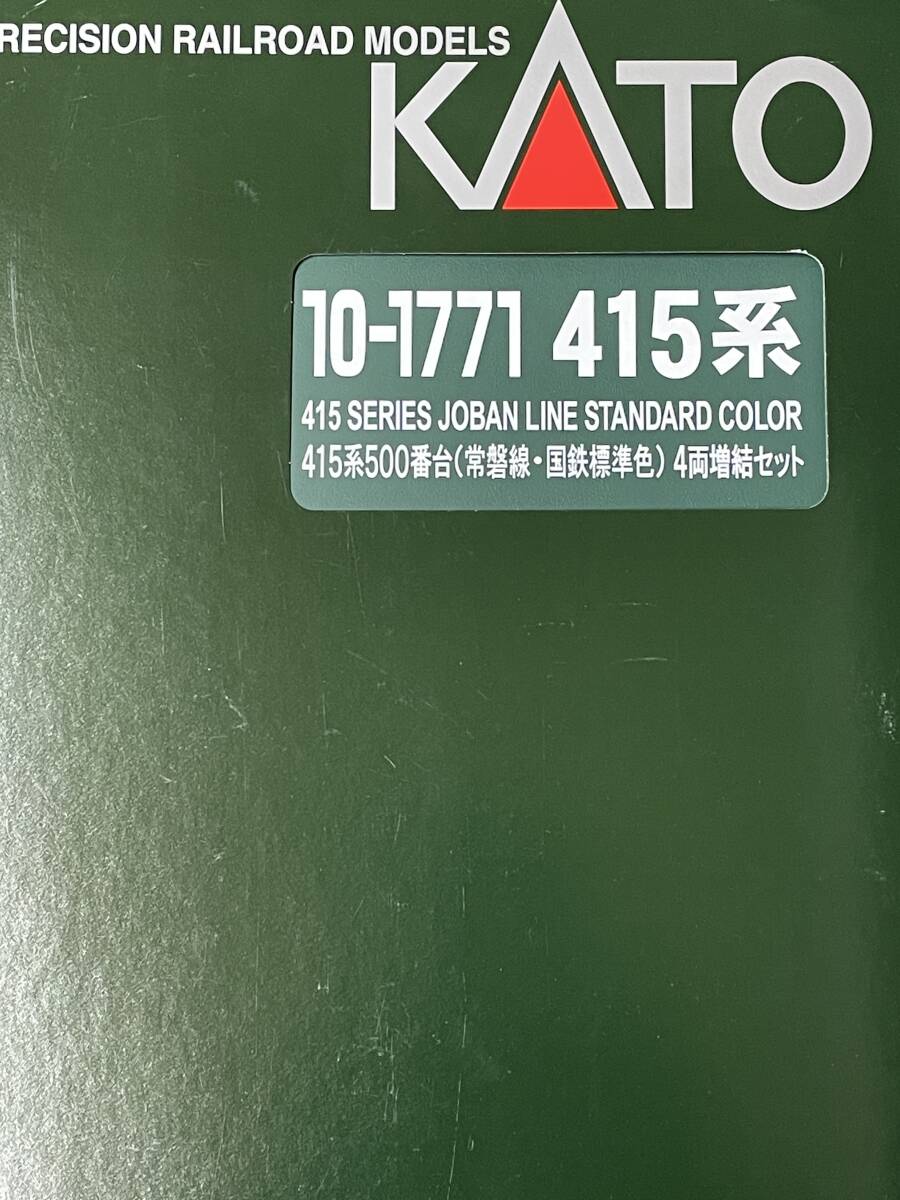 RECISION RAILROAD MODELS
KATO
10-1771 415系
415 SERIES JOBAN LINE STANDARD COLOR
415系500番台(常磐線・国鉄標準色) 4両増結セット